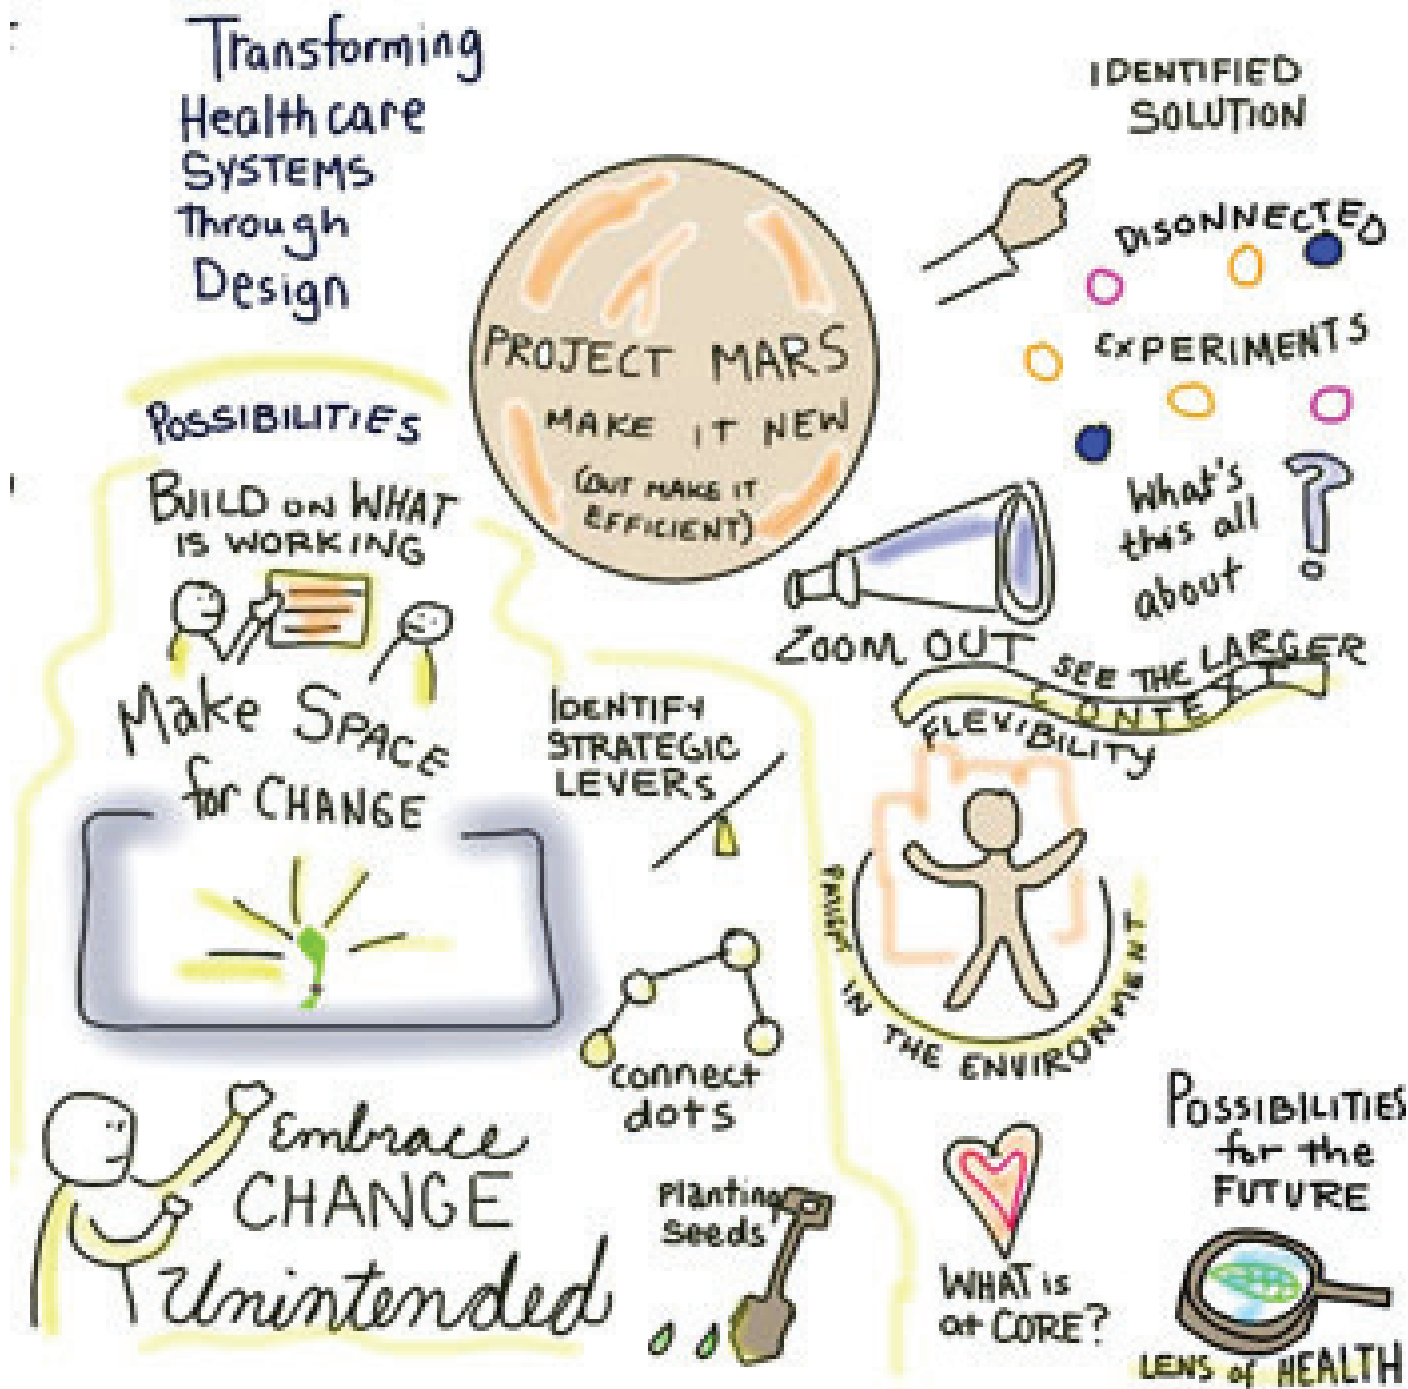 Transforming
Healthcare
SYSTEMS
Through
Design
POSSIBILITIES
BUILD ON WHAT
IS WORKING
Make SPACE
for CHANGE
Embrace
CHANGE
Unintended
PROJECT MARS
MAKE IT NEW
(BUT MAKE IT
EFFICIENT)
IDENTIFY
STRATEGIC
LEVERS
connect
dots
Planting
seeds
IDENTIFIED
SOLUTION
DISONNECTED
EXPERIMENTS
What's
this all
about ?
ZOOM OUT
SEE THE LARGER
CONTEXT
FLEXIBILITY
IN THE ENVIRONMENT
WHAT is
at CORE?
POSSIBILITIES
for the
FUTURE
LENS of HEALTH